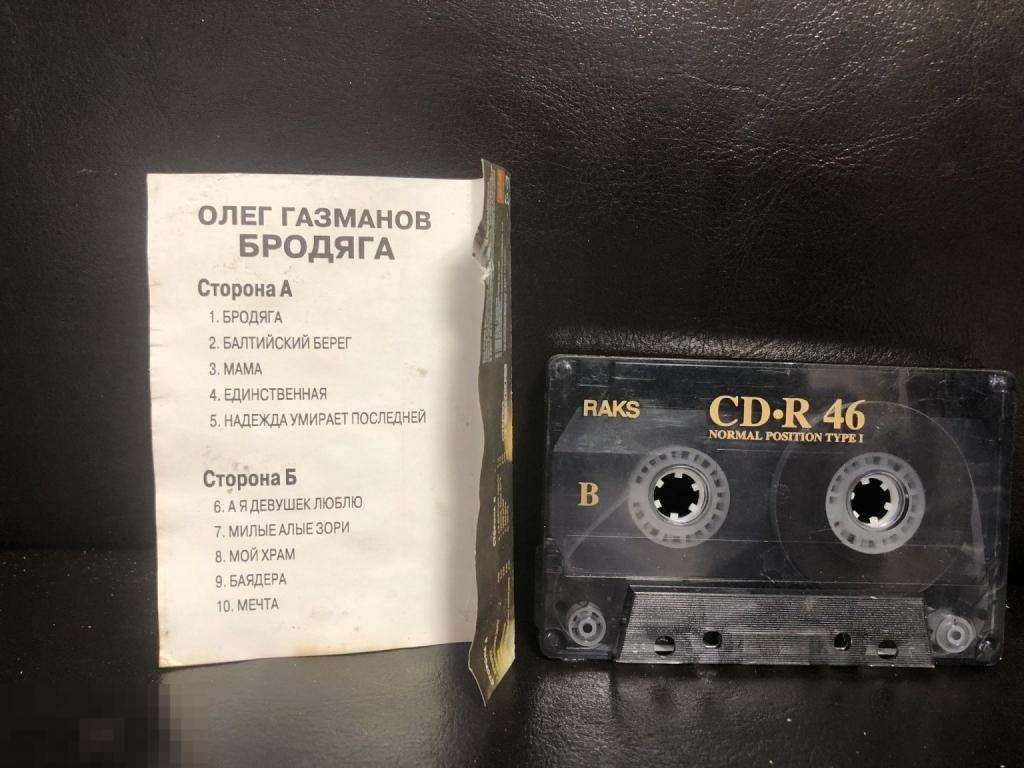 ОЛЕГ ГАЗМАНОВ
БРОДЯГА
Сторона А
1. БРОДЯГА
2. БАЛТИЙСКИЙ БЕРЕГ
3. МАМА
4. ЕДИНСТВЕННАЯ
5. НАДЕЖДА УМИРАЕТ ПОСЛЕДНЕЙ
Сторона Б
6. А Я ДЕВУШЕК ЛЮБЛЮ
7. МИЛЫЕ АЛЫЕ ЗОРИ
8. МОЙ ХРАМ
9. БАЯДЕРА
10. МЕЧТА
RAKS
CD•R 46
NORMAL POSITION TYPE I
B